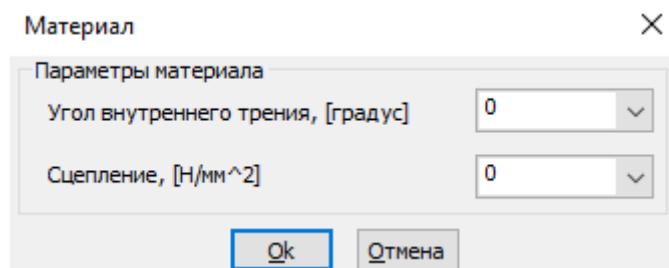 Материал
Параметры материала
Угол внутреннего трения, [градус] 0
Сцепление, [Н/мм^2] 0
Ok Отмена